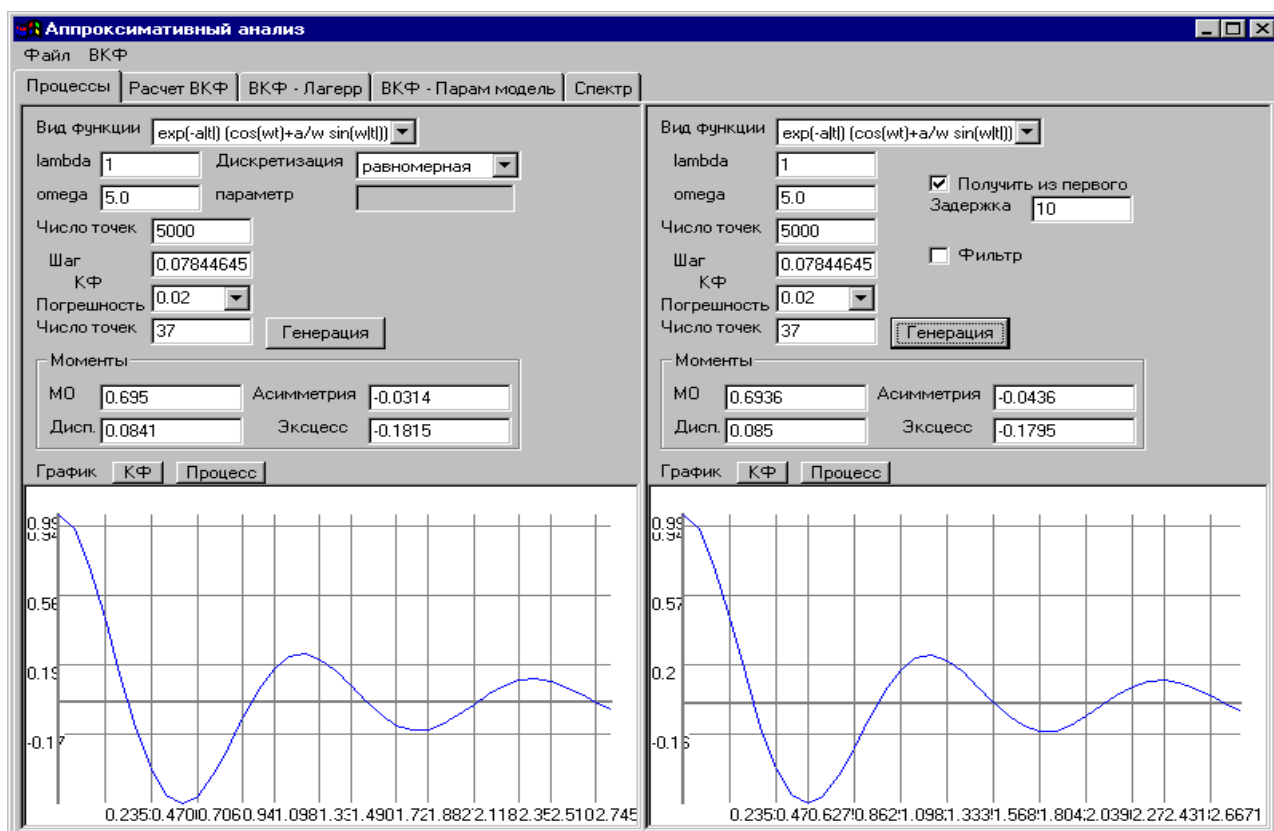 Аппроксимативный анализ
Файл ВКФ
Процессы Расчет ВКФ ВКФ - Лагерр ВКФ - Парам модель Спектр
Вид функции exp(-a|t|) (cos(wt)+a/w sin(w|t|))
lambda 1 Дискретизация равномерная
omega 5.0 параметр
Число точек 5000
Шаг 0.07844645
КФ
Погрешность 0.02
Число точек 37 Генерация
Моменты
МО 0.695 Асимметрия -0.0314
Дисп. 0.0841 Эксцесс -0.1815
График КФ Процесс
0.99
0.94
0.56
0.19
-0.17
Вид функции exp(-a|t|) (cos(wt)+a/w sin(w|t|))
lambda 1
omega 5.0
Получить из первого
Задержка 10
Число точек 5000
Шаг 0.07844645
Фильтр
КФ
Погрешность 0.02
Число точек 37 Генерация
Моменты
МО 0.6936 Асимметрия -0.0436
Дисп. 0.085 Эксцесс -0.1795
График КФ Процесс
0.99
0.94
0.57
0.2
-0.16